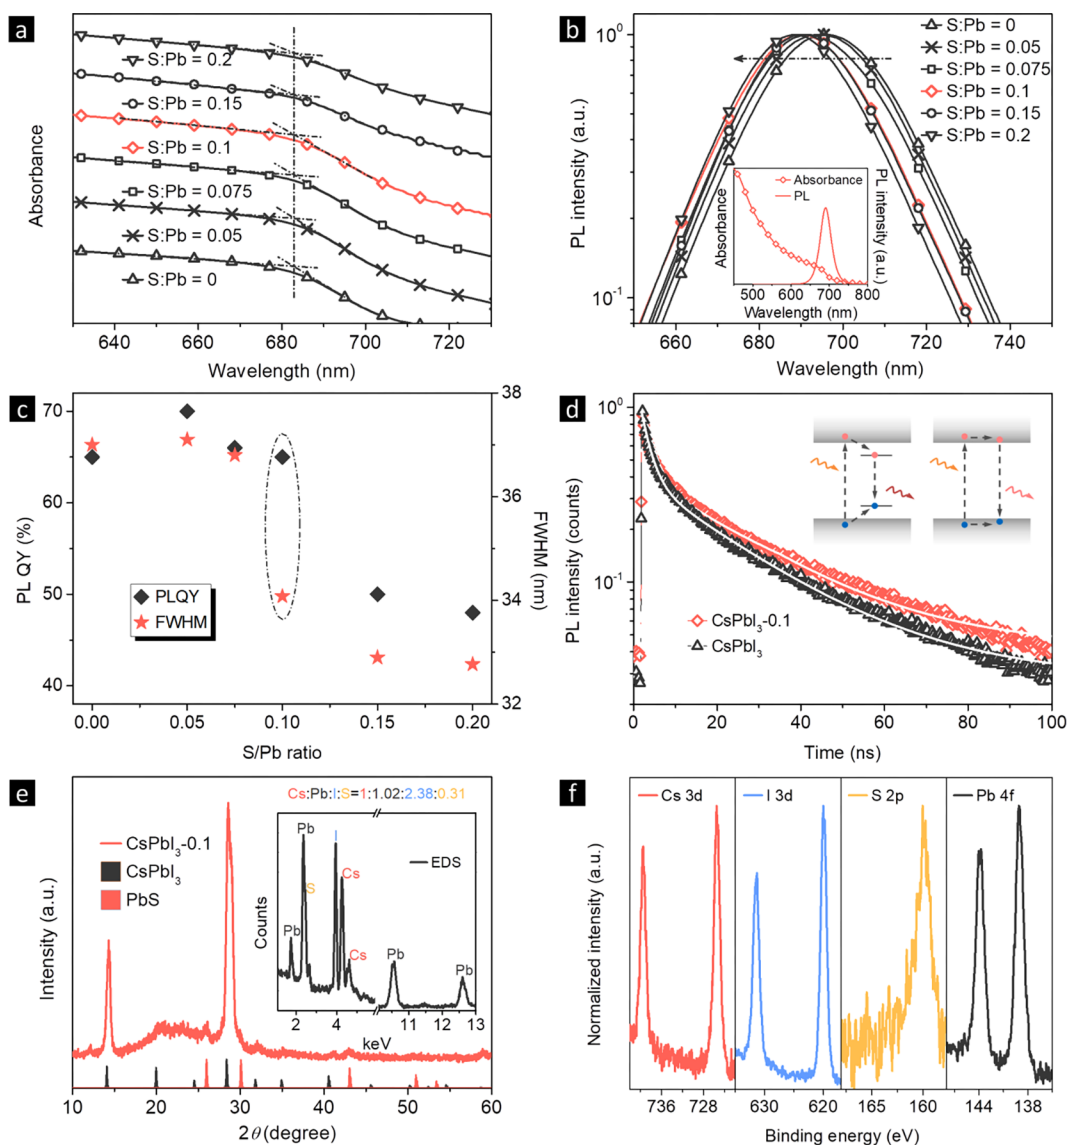 a
S:Pb = 0.2
S:Pb = 0.15
S:Pb = 0.1
S:Pb = 0.075
S:Pb = 0.05
S:Pb = 0
Absorbance
640 660 680 700 720
Wavelength (nm)
b
10⁰
10⁻¹
PL intensity (a.u.)
S:Pb = 0
S:Pb = 0.05
S:Pb = 0.075
S:Pb = 0.1
S:Pb = 0.15
S:Pb = 0.2
Absorbance
PL
Absorbance
PL intensity (a.u.)
500 600 700 800
Wavelength (nm)
660 680 700 720 740
Wavelength (nm)
c
70
60
50
40
PL QY (%)
38
36
34
32
FWHM (nm)
PLQY
FWHM
0.00 0.05 0.10 0.15 0.20
S/Pb ratio
d
10⁰
10⁻¹
PL intensity (counts)
CsPbI₃-0.1
CsPbI₃
0 20 40 60 80 100
Time (ns)
e
Cs:Pb:I:S=1:1.02:2.38:0.31
CsPbI₃-0.1
CsPbI₃
PbS
Intensity (a.u.)
Counts
EDS
Pb
Pb
S
I
Cs
Cs
Pb
Pb
2 4 11 12 13
keV
10 20 30 40 50 60
2θ (degree)
f
Cs 3d
I 3d
S 2p
Pb 4f
Normalized intensity (a.u.)
736 728 630 620 165 160 144 138
Binding energy (eV)